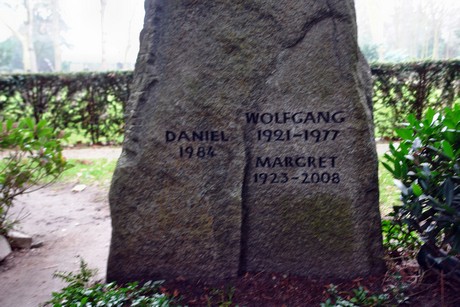 DANIEL
1984
WOLFGANG
1921-1977
MARGRET
1923-2008